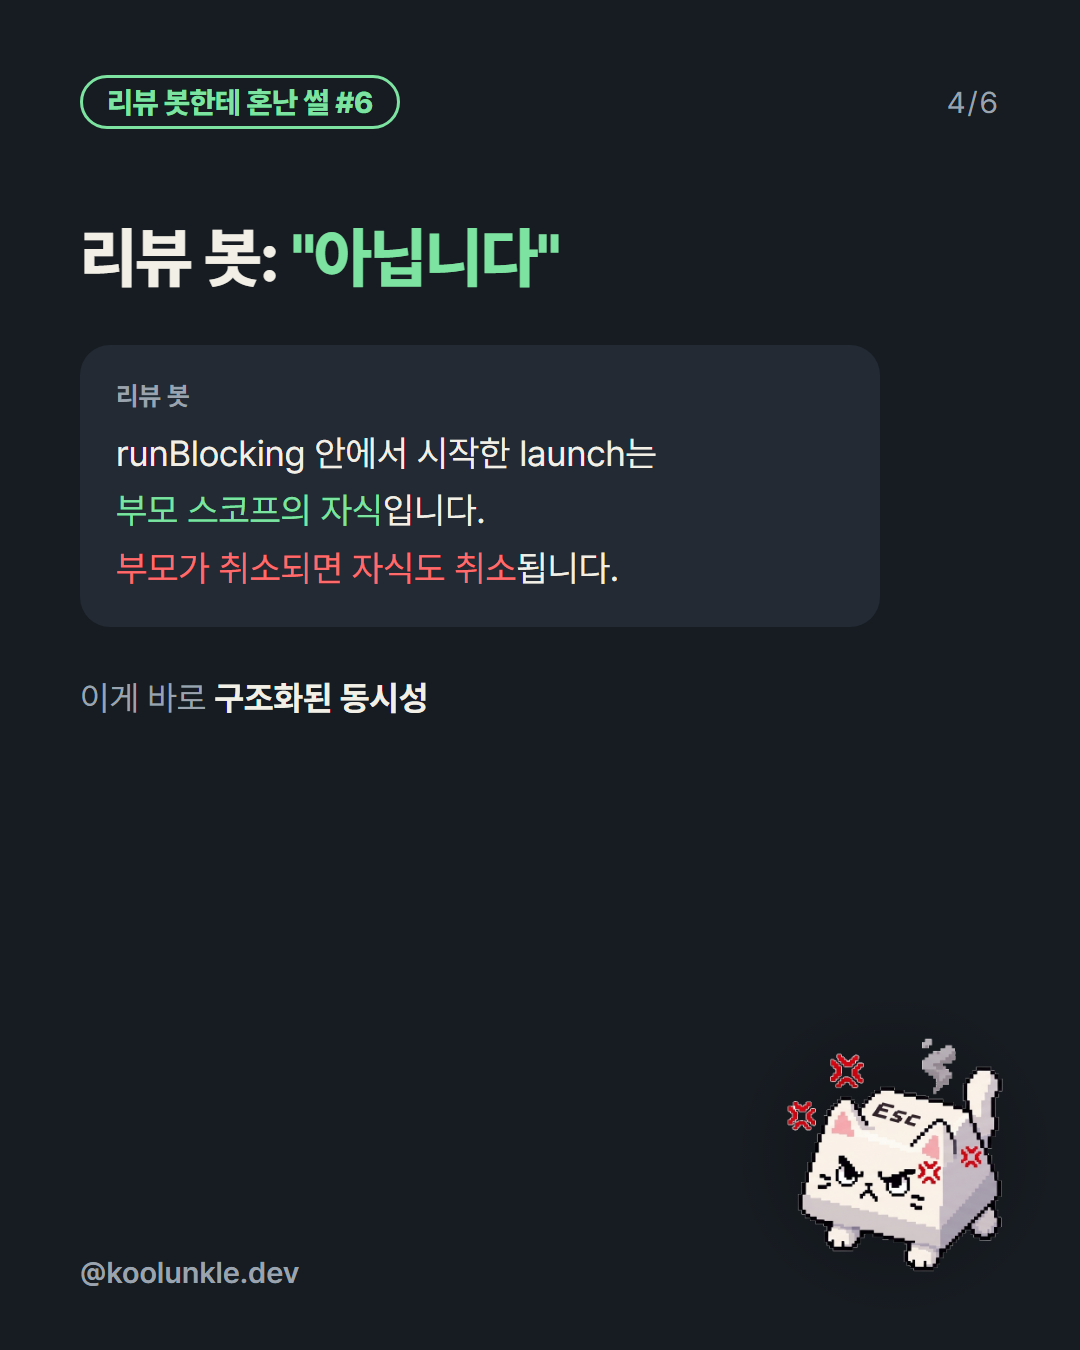 리뷰 봇한테 혼난 썰 #6
4/6
리뷰 봇: "아닙니다"
리뷰 봇
runBlocking 안에서 시작한 launch는
부모 스코프의 자식입니다.
부모가 취소되면 자식도 취소됩니다.
이게 바로 구조화된 동시성
Esc
@koolunkle.dev